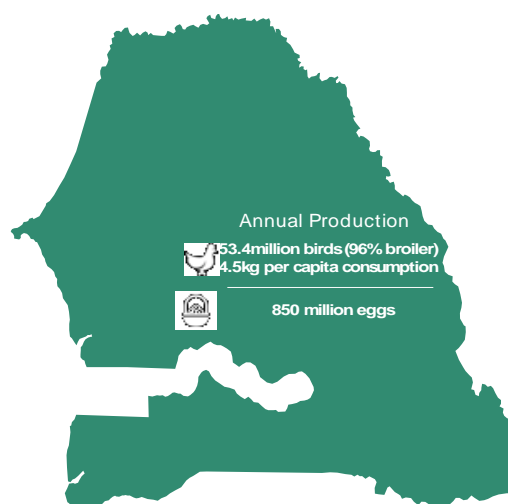 Annual Production
53.4million birds (96% broiler)
4.5kg per capita consumption
850 million eggs